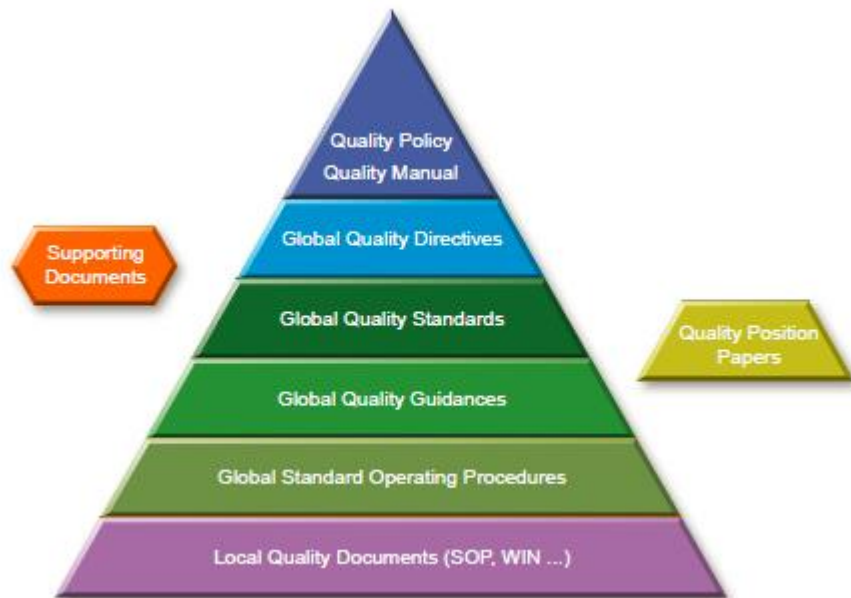 Quality Policy
Quality Manual
Global Quality Directives
Supporting
Documents
Global Quality Standards
Quality Position
Papers
Global Quality Guidances
Global Standard Operating Procedures
Local Quality Documents (SOP, WIN ...)